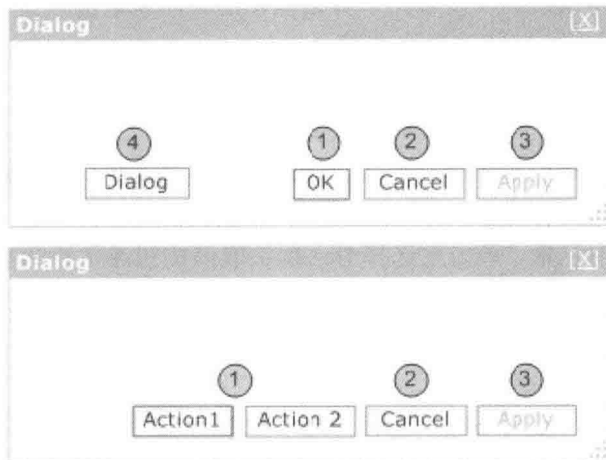 Dialog [X]
4 1 2 3
Dialog OK Cancel Apply
Dialog [X]
1 2 3
Action1 Action 2 Cancel Apply